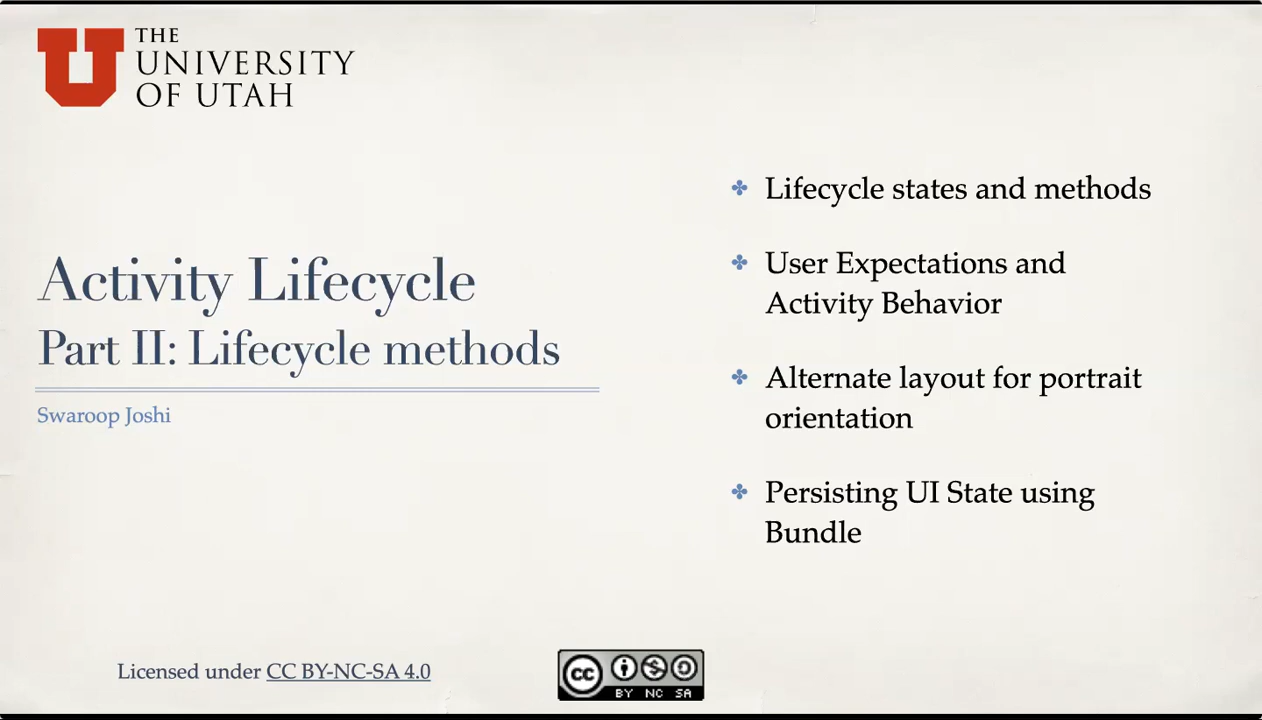 THE
UNIVERSITY
OF UTAH
Activity Lifecycle
Part II: Lifecycle methods
Swaroop Joshi
Lifecycle states and methods
User Expectations and
Activity Behavior
Alternate layout for portrait
orientation
Persisting UI State using
Bundle
Licensed under CC BY-NC-SA 4.0
cc
BY NC SA